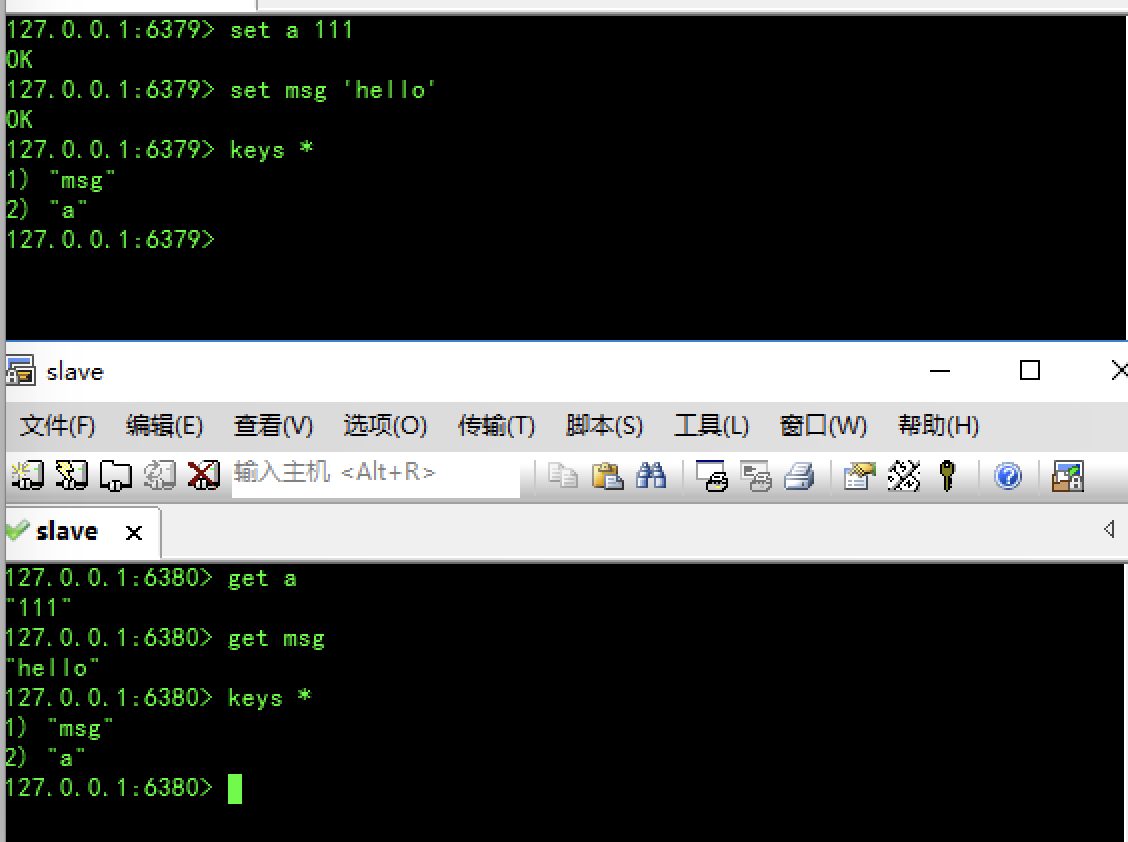 127.0.0.1:6379> set a 111
OK
127.0.0.1:6379> set msg 'hello'
OK
127.0.0.1:6379> keys *
1) "msg"
2) "a"
127.0.0.1:6379>
slave
文件(F) 编辑(E) 查看(V) 选项(O) 传输(T) 脚本(S) 工具(L) 窗口(W) 帮助(H)
输入主机 <Alt+R>
slave
127.0.0.1:6380> get a
"111"
127.0.0.1:6380> get msg
"hello"
127.0.0.1:6380> keys *
1) "msg"
2) "a"
127.0.0.1:6380>